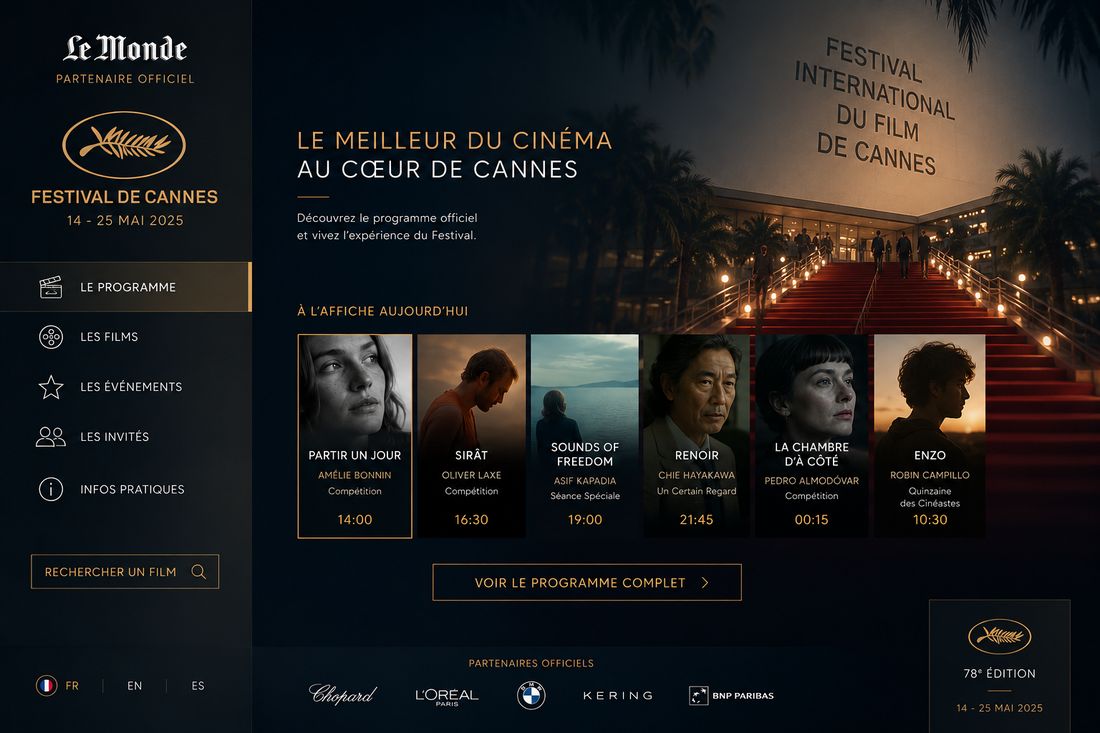 Le Monde
PARTENAIRE OFFICIEL
FESTIVAL DE CANNES
14 - 25 MAI 2025
LE PROGRAMME
LES FILMS
LES ÉVÉNEMENTS
LES INVITÉS
INFOS PRATIQUES
RECHERCHER UN FILM
FR
EN
ES
FESTIVAL
INTERNATIONAL
DU FILM
DE CANNES
LE MEILLEUR DU CINÉMA
AU CŒUR DE CANNES
Découvrez le programme officiel
et vivez l'expérience du Festival.
À L'AFFICHE AUJOURD'HUI
PARTIR UN JOUR
AMÉLIE BONNIN
Compétition
14:00
SIRÂT
OLIVER LAXE
Compétition
16:30
SOUNDS OF
FREEDOM
ASIF KAPADIA
Séance Spéciale
19:00
RENOIR
CHIE HAYAKAWA
Un Certain Regard
21:45
LA CHAMBRE
D'À CÔTÉ
PEDRO ALMODÓVAR
Compétition
00:15
ENZO
ROBIN CAMPILLO
Quinzaine
des Cinéastes
10:30
VOIR LE PROGRAMME COMPLET
PARTENAIRES OFFICIELS
Chopard
L'ORÉAL
PARIS
BMW
KERING
BNP PARIBAS
78e ÉDITION
14 - 25 MAI 2025